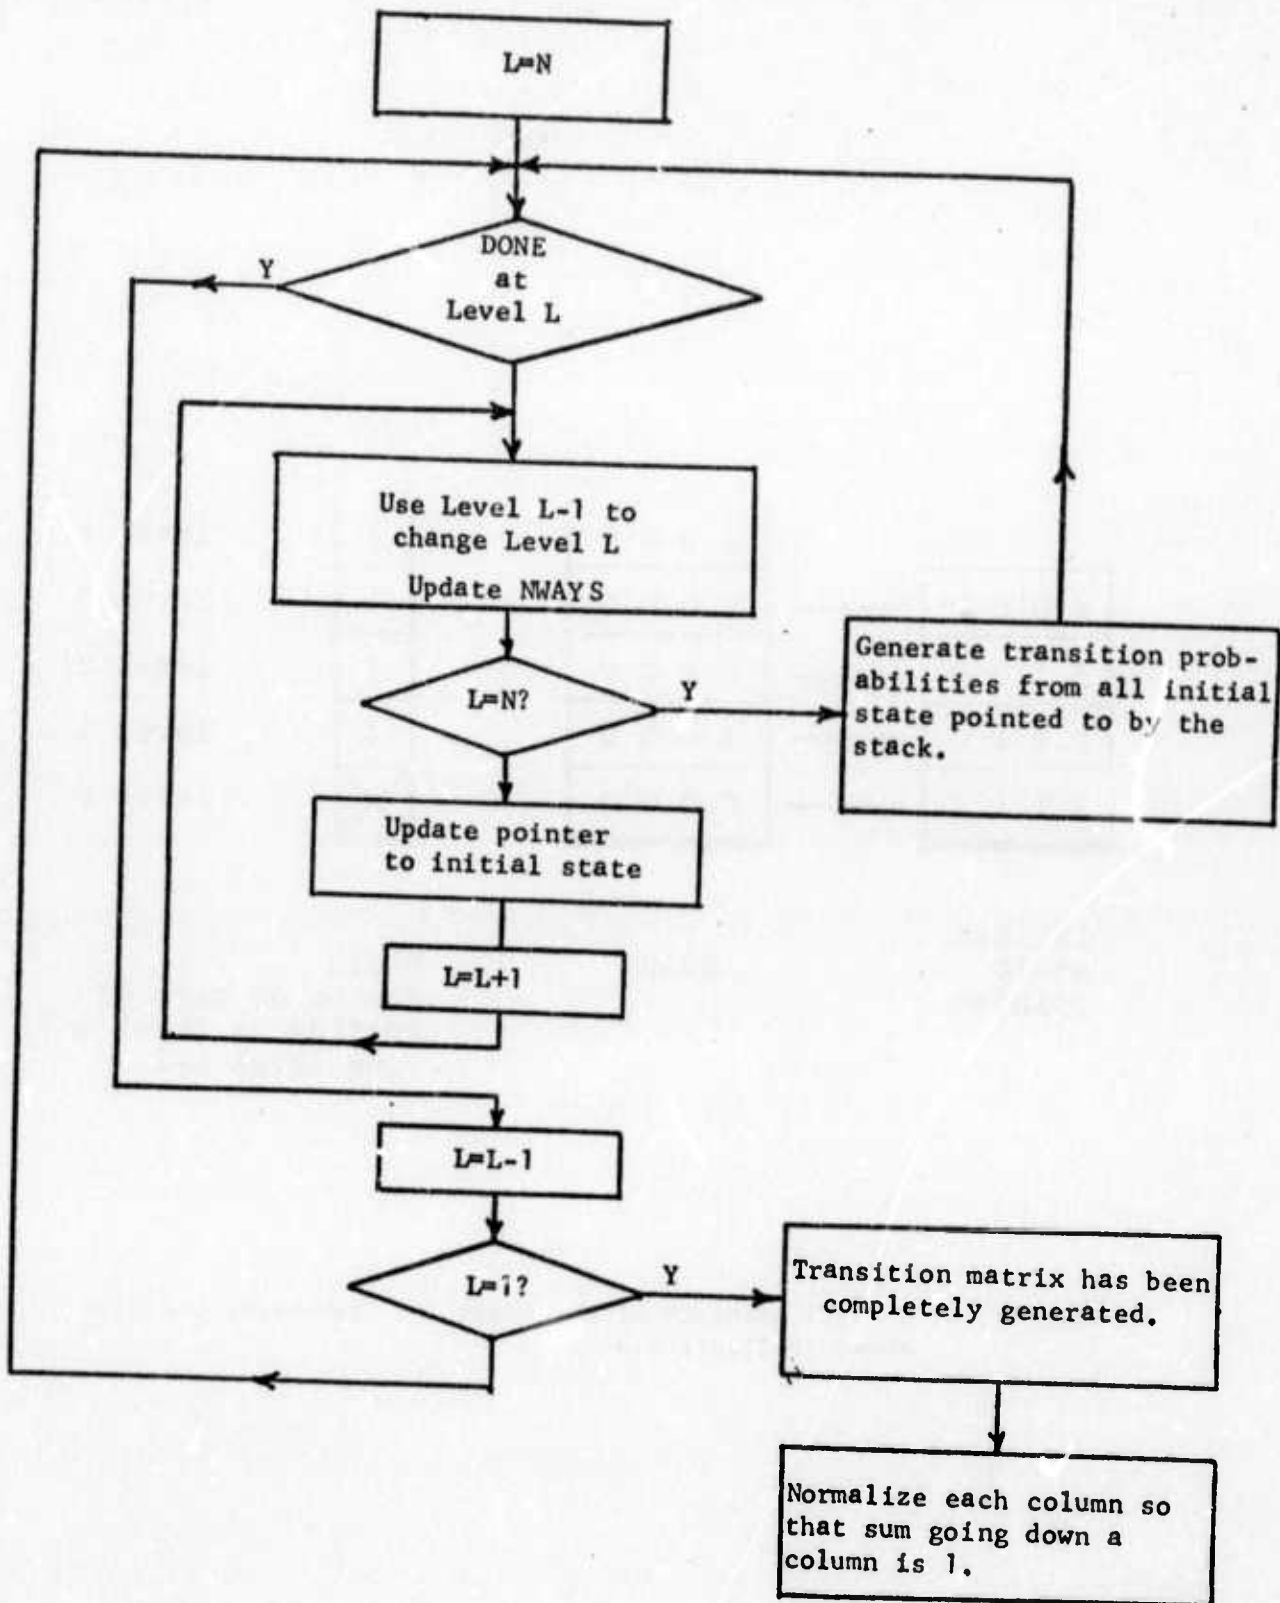 L=N
DONE
at
Level L
Y
Use Level L-1 to
change Level L
Update NWAYS
L=N?
Y
Generate transition prob-
abilities from all initial
state pointed to by the
stack.
Update pointer
to initial state
L=L+1
L=L-1
L=1?
Y
Transition matrix has been
completely generated.
Normalize each column so
that sum going down a
column is 1.